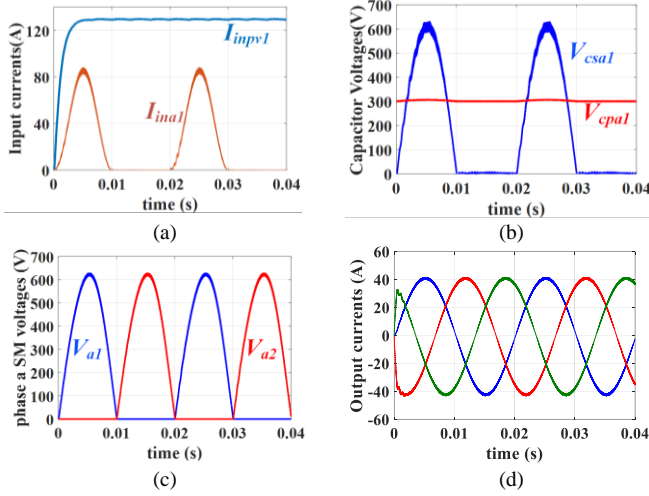 Input currents(A)
130
120
80
40
0
I_inpv1
I_ina1
0 0.01 0.02 0.03 0.04
time (s)
(a)
Capacitor Voltages(V)
700
600
500
400
300
200
100
0
V_csa1
V_cpa1
0 0.01 0.02 0.03 0.04
time (s)
(b)
phase a SM voltages (V)
700
600
500
400
300
200
100
0
V_a1
V_a2
0 0.01 0.02 0.03 0.04
time (s)
(c)
Output currents (A)
60
40
20
0
-20
-40
-60
0 0.01 0.02 0.03 0.04
time (s)
(d)